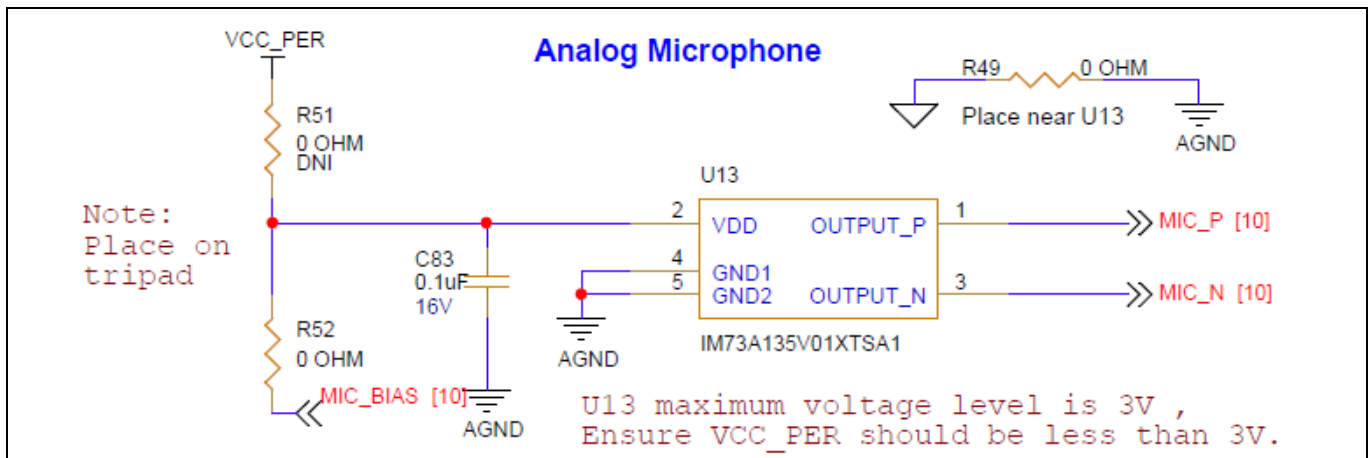 VCC_PER
Analog Microphone
R49 0 OHM
Place near U13
AGND
R51
0 OHM
DNI
Note:
Place on
tripad
U13
2 VDD OUTPUT_P 1 MIC_P [10]
C83
0.1uF
16V
4 GND1
5 GND2 OUTPUT_N 3 MIC_N [10]
IM73A135V01XTSA1
AGND
R52
0 OHM
MIC_BIAS [10]
AGND
U13 maximum voltage level is 3V ,
Ensure VCC_PER should be less than 3V.